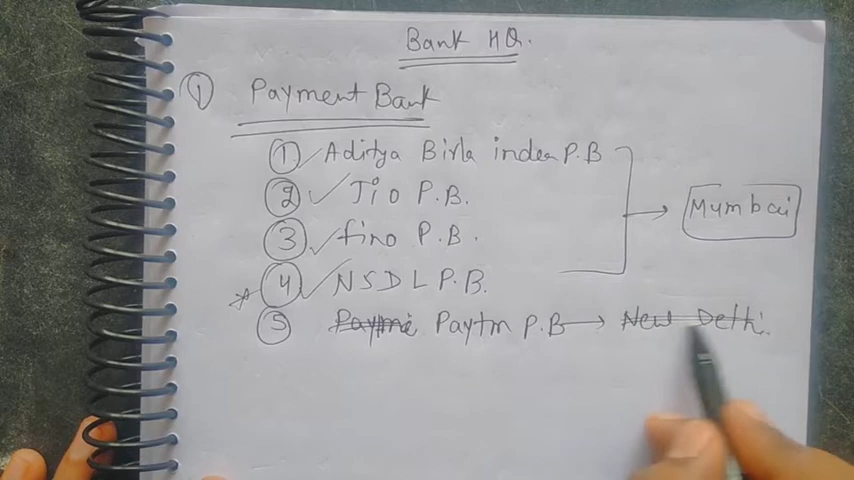 Bank HQ.
① Payment Bank
① ✓ Aditya Birla indea P.B
② ✓ Jio P.B.
③ ✓ fino P.B.
④ ✓ NSDL P.B.
Mumbai
⑤ Paytm P.B → New Delhi.